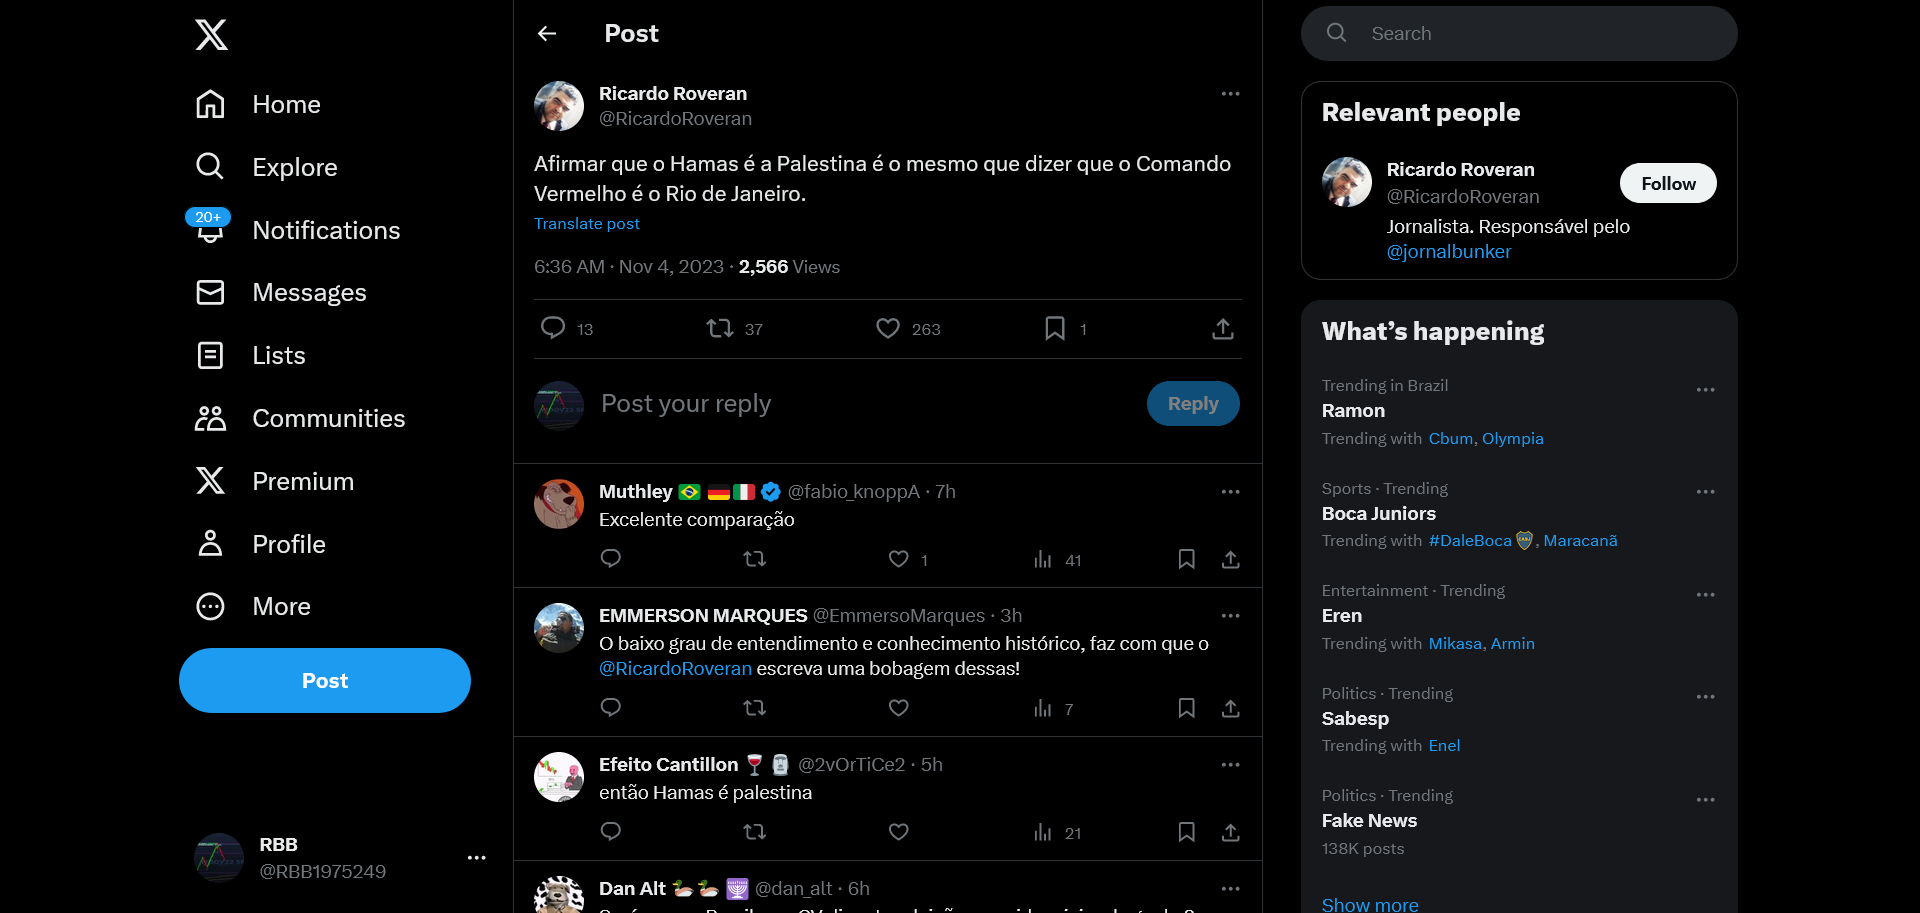 Home
Explore
20+
Notifications
Messages
Lists
Communities
Premium
Profile
More
Post
RBB
@RBB1975249
Post
Ricardo Roveran
@RicardoRoveran
Afirmar que o Hamas é a Palestina é o mesmo que dizer que o Comando
Vermelho é o Rio de Janeiro.
Translate post
6:36 AM · Nov 4, 2023 · 2,566 Views
13 37 263 1
Post your reply
Reply
Muthley @fabio_knoppA · 7h
Excelente comparação
1 41
EMMERSON MARQUES @EmmersoMarques · 3h
O baixo grau de entendimento e conhecimento histórico, faz com que o
@RicardoRoveran escreva uma bobagem dessas!
7
Efeito Cantillon @2vOrTiCe2 · 5h
então Hamas é palestina
21
Dan Alt @dan_alt · 6h
Search
Relevant people
Ricardo Roveran
@RicardoRoveran
Follow
Jornalista. Responsável pelo
@jornalbunker
What’s happening
Trending in Brazil
Ramon
Trending with Cbum, Olympia
Sports · Trending
Boca Juniors
Trending with #DaleBoca, Maracanã
Entertainment · Trending
Eren
Trending with Mikasa, Armin
Politics · Trending
Sabesp
Trending with Enel
Politics · Trending
Fake News
138K posts
Show more